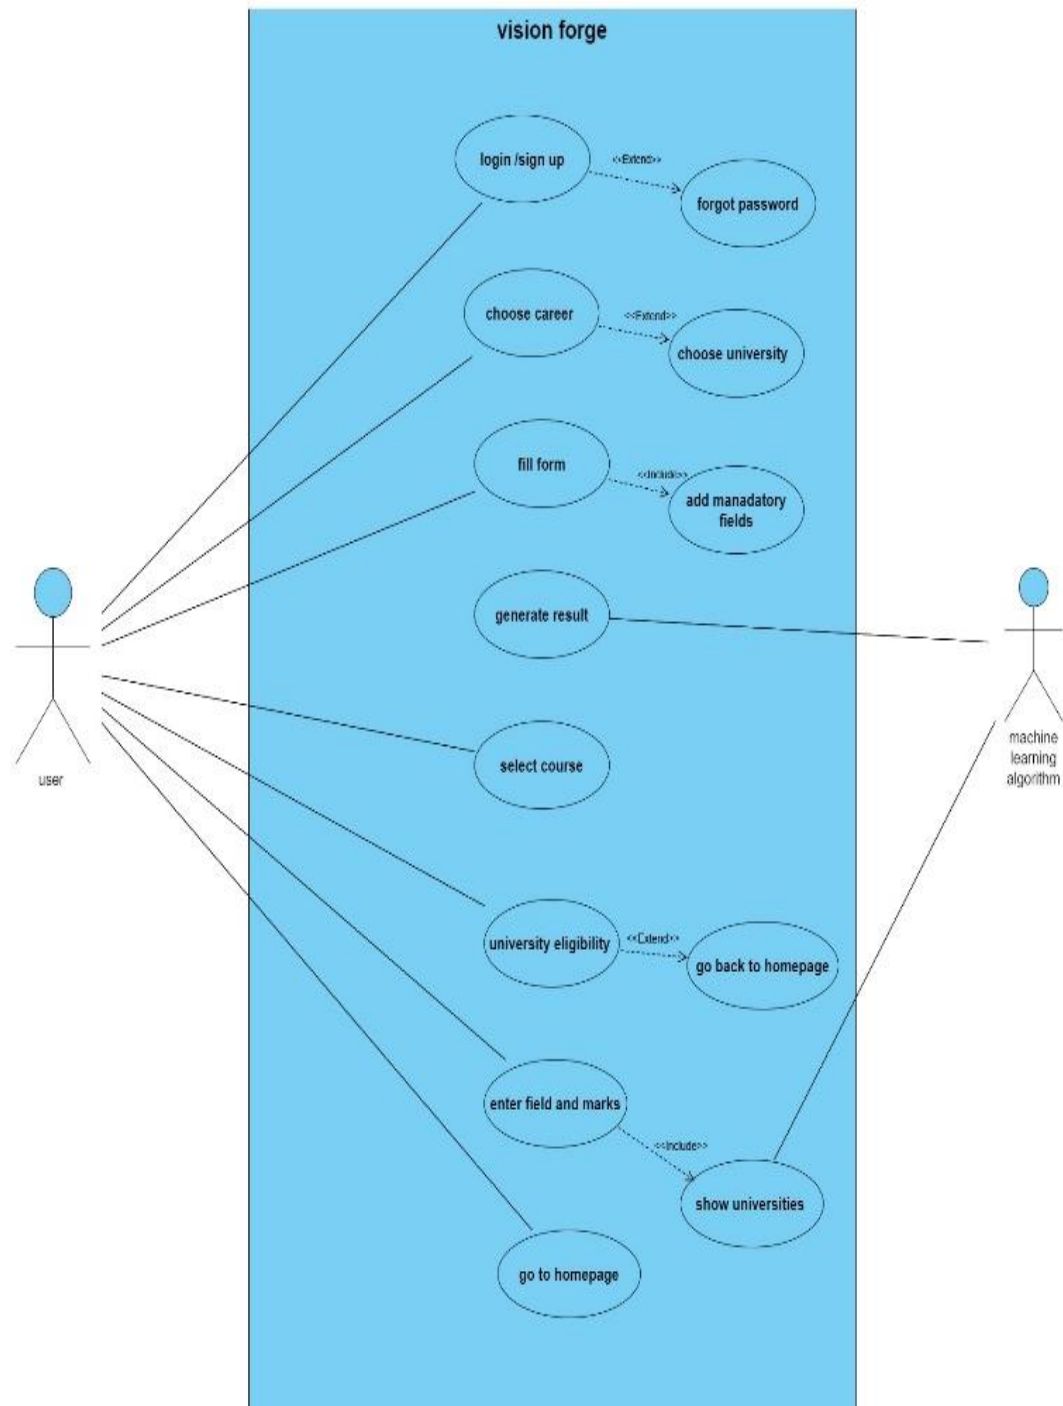 vision forge
login /sign up
<<Extend>>
forgot password
choose career
<<Extend>>
choose university
fill form
<<Include>>
add manadatory
fields
generate result
user
machine
learning
algorithm
select course
university eligibility
<<Extend>>
go back to homepage
enter field and marks
<<Include>>
show universities
go to homepage